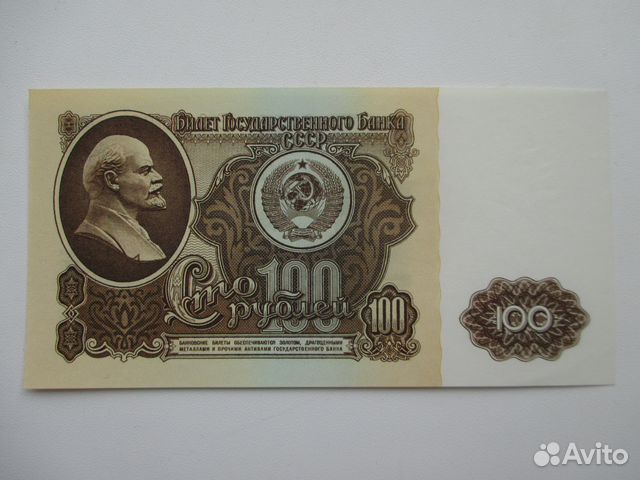 Билет Государственного Банка
СССР
Сто 100
рублей
100
БАНКОВСКИЕ БИЛЕТЫ ОБЕСПЕЧИВАЮТСЯ ЗОЛОТОМ, ДРАГОЦЕННЫМИ
МЕТАЛЛАМИ И ПРОЧИМИ АКТИВАМИ ГОСУДАРСТВЕННОГО БАНКА
100
Avito